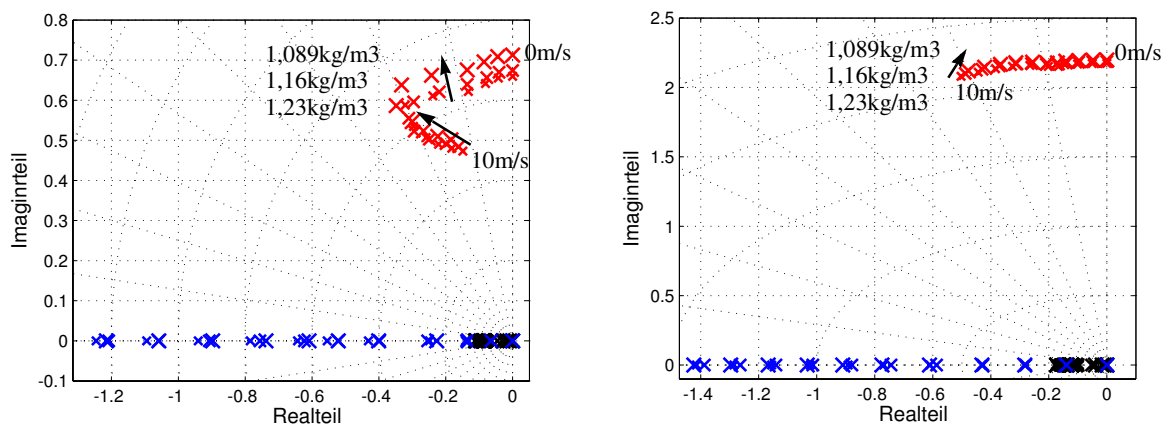 0.8
0.7
0.6
0.5
0.4
0.3
0.2
0.1
0
-0.1
Imaginrteil
1,089kg/m3
1,16kg/m3
1,23kg/m3
0m/s
10m/s
-1.2 -1 -0.8 -0.6 -0.4 -0.2 0
Realteil
2.5
2
1.5
1
0.5
0
Imaginrteil
1,089kg/m3
1,16kg/m3
1,23kg/m3
0m/s
10m/s
-1.4 -1.2 -1 -0.8 -0.6 -0.4 -0.2 0
Realteil